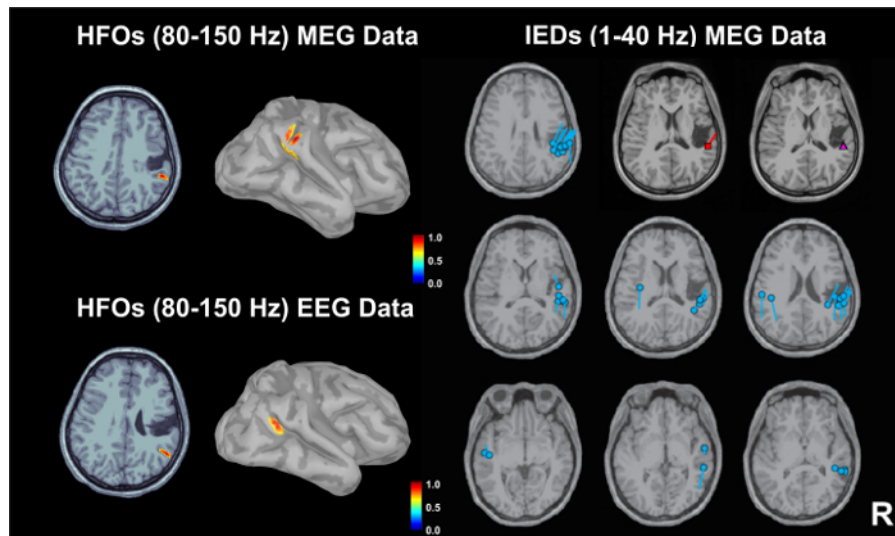 HFOs (80-150 Hz) MEG Data
1.0
0.5
0.0
HFOs (80-150 Hz) EEG Data
1.0
0.5
0.0
IEDs (1-40 Hz) MEG Data
R